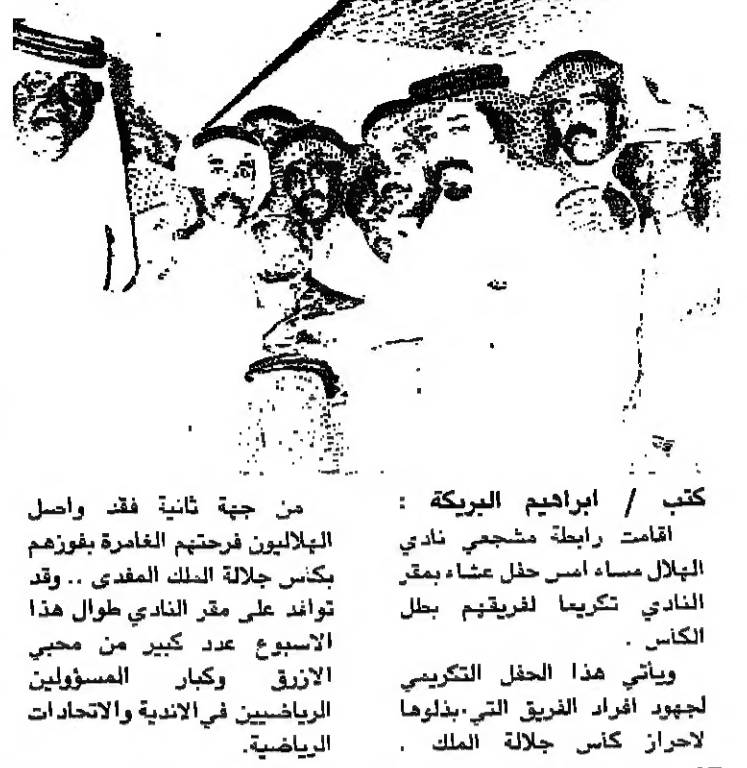 كتب / ابراهيم البريكة :
اقامت رابطة مشجعي نادي
الهلال مساء امس حفل عشاء بمقر
النادي تكريما لفريقهم بطل
الكأس .
ويأتي هذا الحفل التكريمي
لجهود افراد الفريق التي بذلوها
لاحراز كأس جلالة الملك .
من جهة ثانية فقد واصل
الهلاليون فرحتهم الغامرة بفوزهم
بكأس جلالة الملك المفدى .. وقد
توافد على مقر النادي طوال هذا
الاسبوع عدد كبير من محبي
الازرق وكبار المسؤولين
الرياضيين في الاندية والاتحادات
الرياضية.